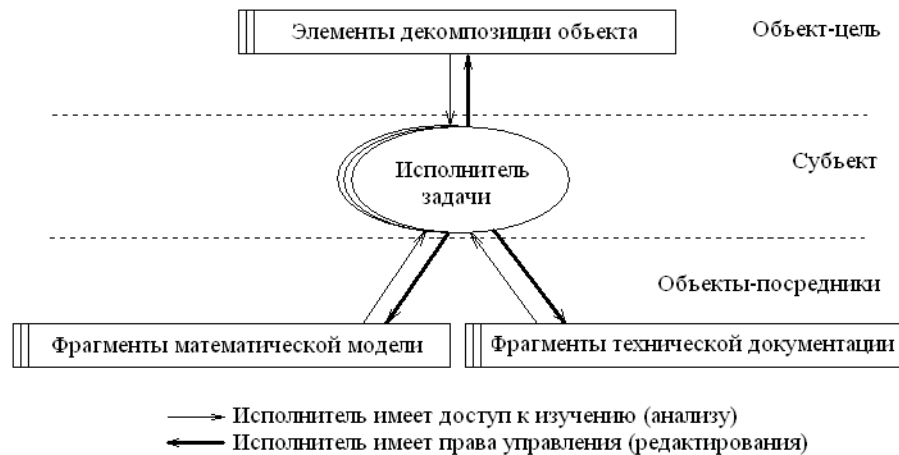 Элементы декомпозиции объекта
Объект-цель
Исполнитель
задачи
Субъект
Объекты-посредники
Фрагменты математической модели
Фрагменты технической документации
Исполнитель имеет доступ к изучению (анализу)
Исполнитель имеет права управления (редактирования)